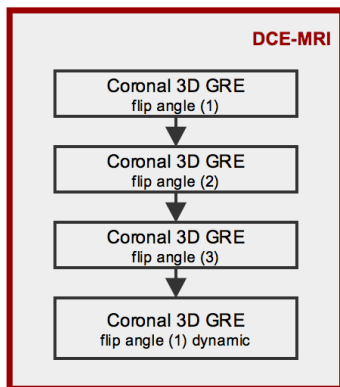 DCE-MRI
Coronal 3D GRE
flip angle (1)
Coronal 3D GRE
flip angle (2)
Coronal 3D GRE
flip angle (3)
Coronal 3D GRE
flip angle (1) dynamic